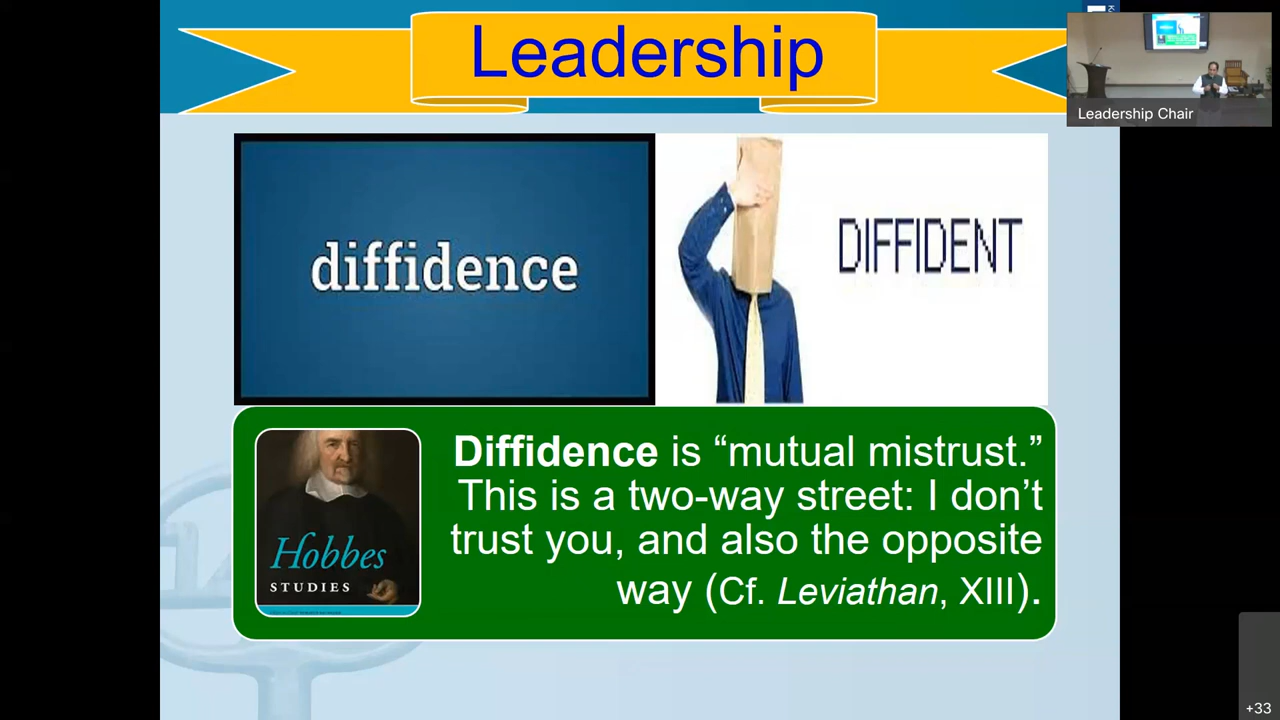 Leadership
Leadership Chair
diffidence
DIFFIDENT
Diffidence is “mutual mistrust.”
This is a two-way street: I don’t
trust you, and also the opposite
way (Cf. Leviathan, XIII).
Hobbes
STUDIES
+33